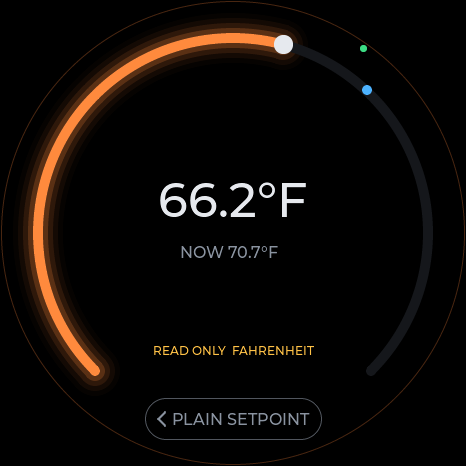 66.2°F
NOW 70.7°F
READ ONLY FAHRENHEIT
PLAIN SETPOINT